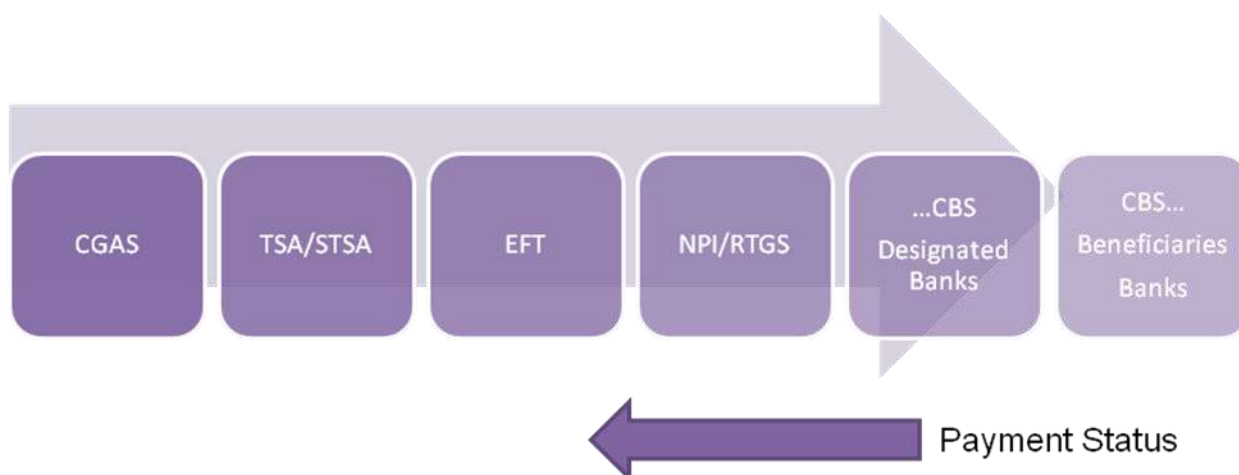 CGAS
TSA/STSA
EFT
NPI/RTGS
...CBS
Designated
Banks
CBS...
Beneficiaries
Banks
Payment Status